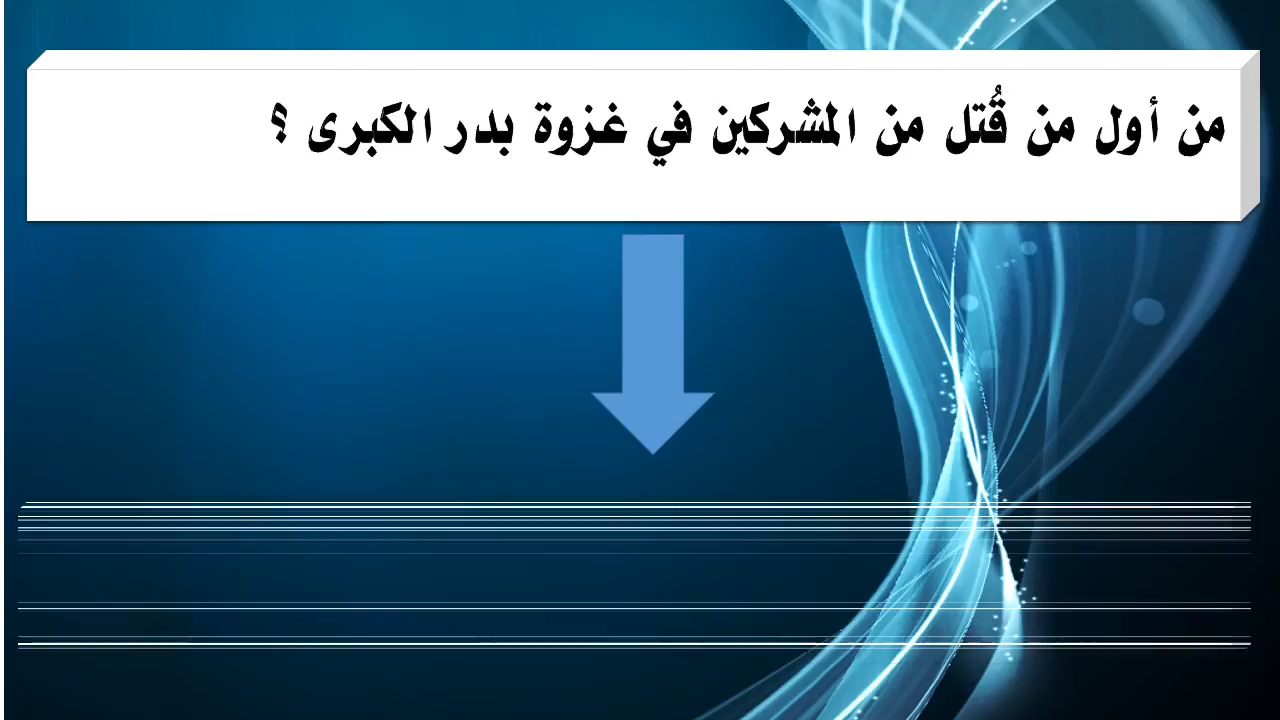 من أول من قُتل من المشركين في غزوة بدر الكبرى ؟